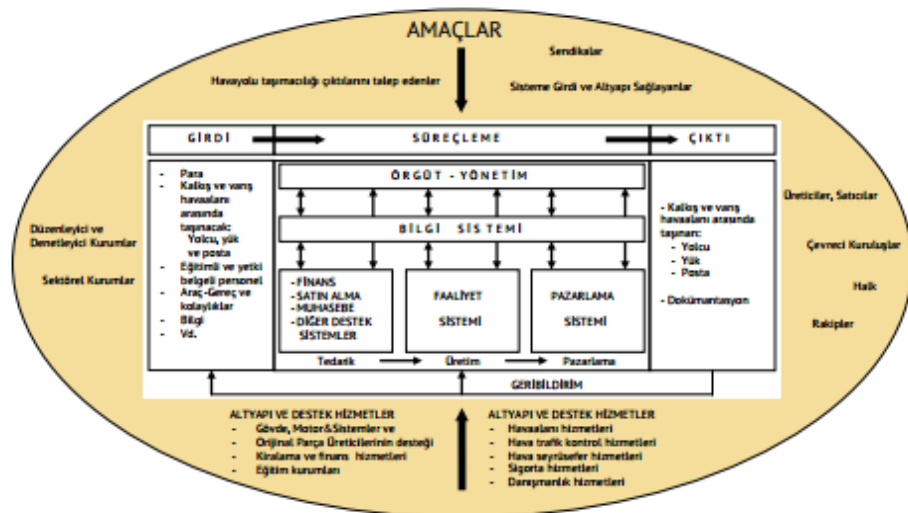 AMAÇLAR
Sendikalar
Havayolu taşımacılığı çıktılarını talep edenler
Sisteme Girdi ve Altyapı Sağlayanlar
GİRDİ
SÜREÇLEME
ÇIKTI
- Para
- Kalkış ve varış
havaalanı
arasında
taşınacak:
Yolcu, yük
ve posta
- Eğitimli ve yetki
belgeli personel
- Araç-Gereç ve
kolaylıklar
- Bilgi
- Vd.
ÖRGÜT - YÖNETİM
BİLGİ SİSTEMİ
- FİNANS
- SATIN ALMA
- MUHASEBE
- DİĞER DESTEK
SİSTEMLER
FAALİYET
SİSTEMİ
PAZARLAMA
SİSTEMİ
Tedarik
Üretim
Pazarlama
- Kalkış ve varış
havaalanı arasında
taşınan:
- Yolcu
- Yük
- Posta
- Dokümantasyon
GERİBİLDİRİM
Düzenleyici ve
Denetleyici Kurumlar
Sektörel Kurumlar
Üreticiler, Satıcılar
Çevreci Kuruluşlar
Halk
Rakipler
ALTYAPI VE DESTEK HİZMETLER
- Gövde, Motor&Sistemler ve
- Orijinal Parça Üreticilerinin desteği
- Kiralama ve finans hizmetleri
- Eğitim kurumları
ALTYAPI VE DESTEK HİZMETLER
- Havaalanı hizmetleri
- Hava trafik kontrol hizmetleri
- Hava seyrüsefer hizmetleri
- Sigorta hizmetleri
- Danışmanlık hizmetleri